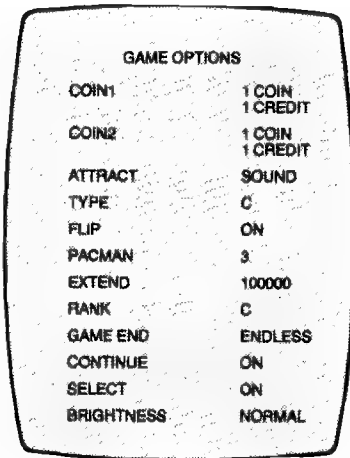 GAME OPTIONS
COIN1 1 COIN
1 CREDIT
COIN2 1 COIN
1 CREDIT
ATTRACT SOUND
TYPE C
FLIP ON
PACMAN 3
EXTEND 100000
RANK C
GAME END ENDLESS
CONTINUE ON
SELECT ON
BRIGHTNESS NORMAL